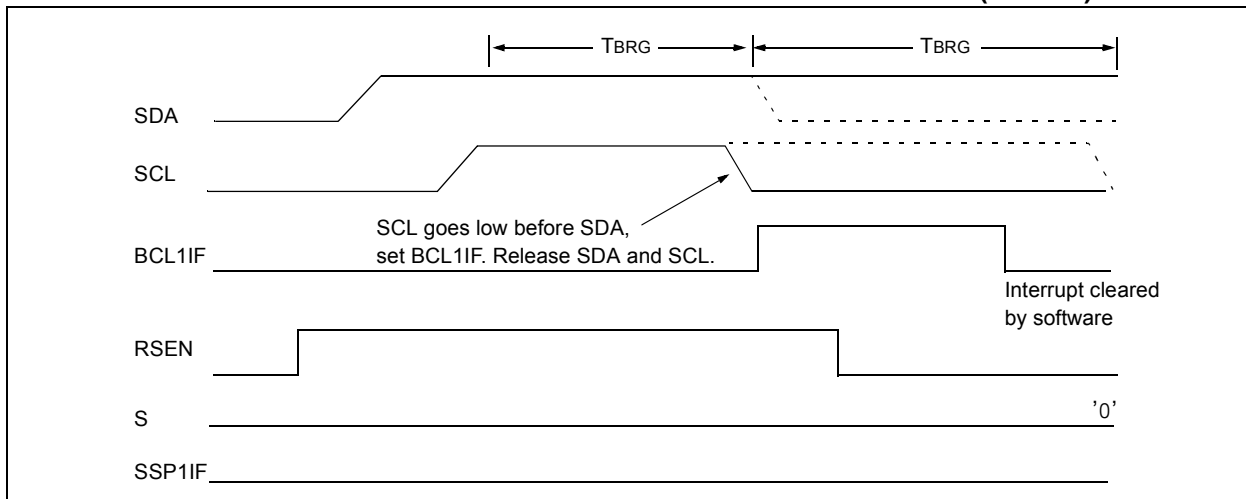 TBRG TBRG
SDA
SCL
SCL goes low before SDA,
set BCL1IF. Release SDA and SCL.
BCL1IF
Interrupt cleared
by software
RSEN
S
'0'
SSP1IF